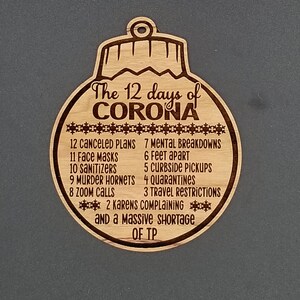 The 12 days of
CORONA
12 CANCELED PLANS
11 FACE MASKS
10 SANITIZERS
9 MURDER HORNETS
8 ZOOM CALLS
7 MENTAL BREAKDOWNS
6 FEET APART
5 CURBSIDE PICKUPS
4 QUARANTINES
3 TRAVEL RESTRICTIONS
2 KARENS COMPLAINING
AND A MASSIVE SHORTAGE
OF TP